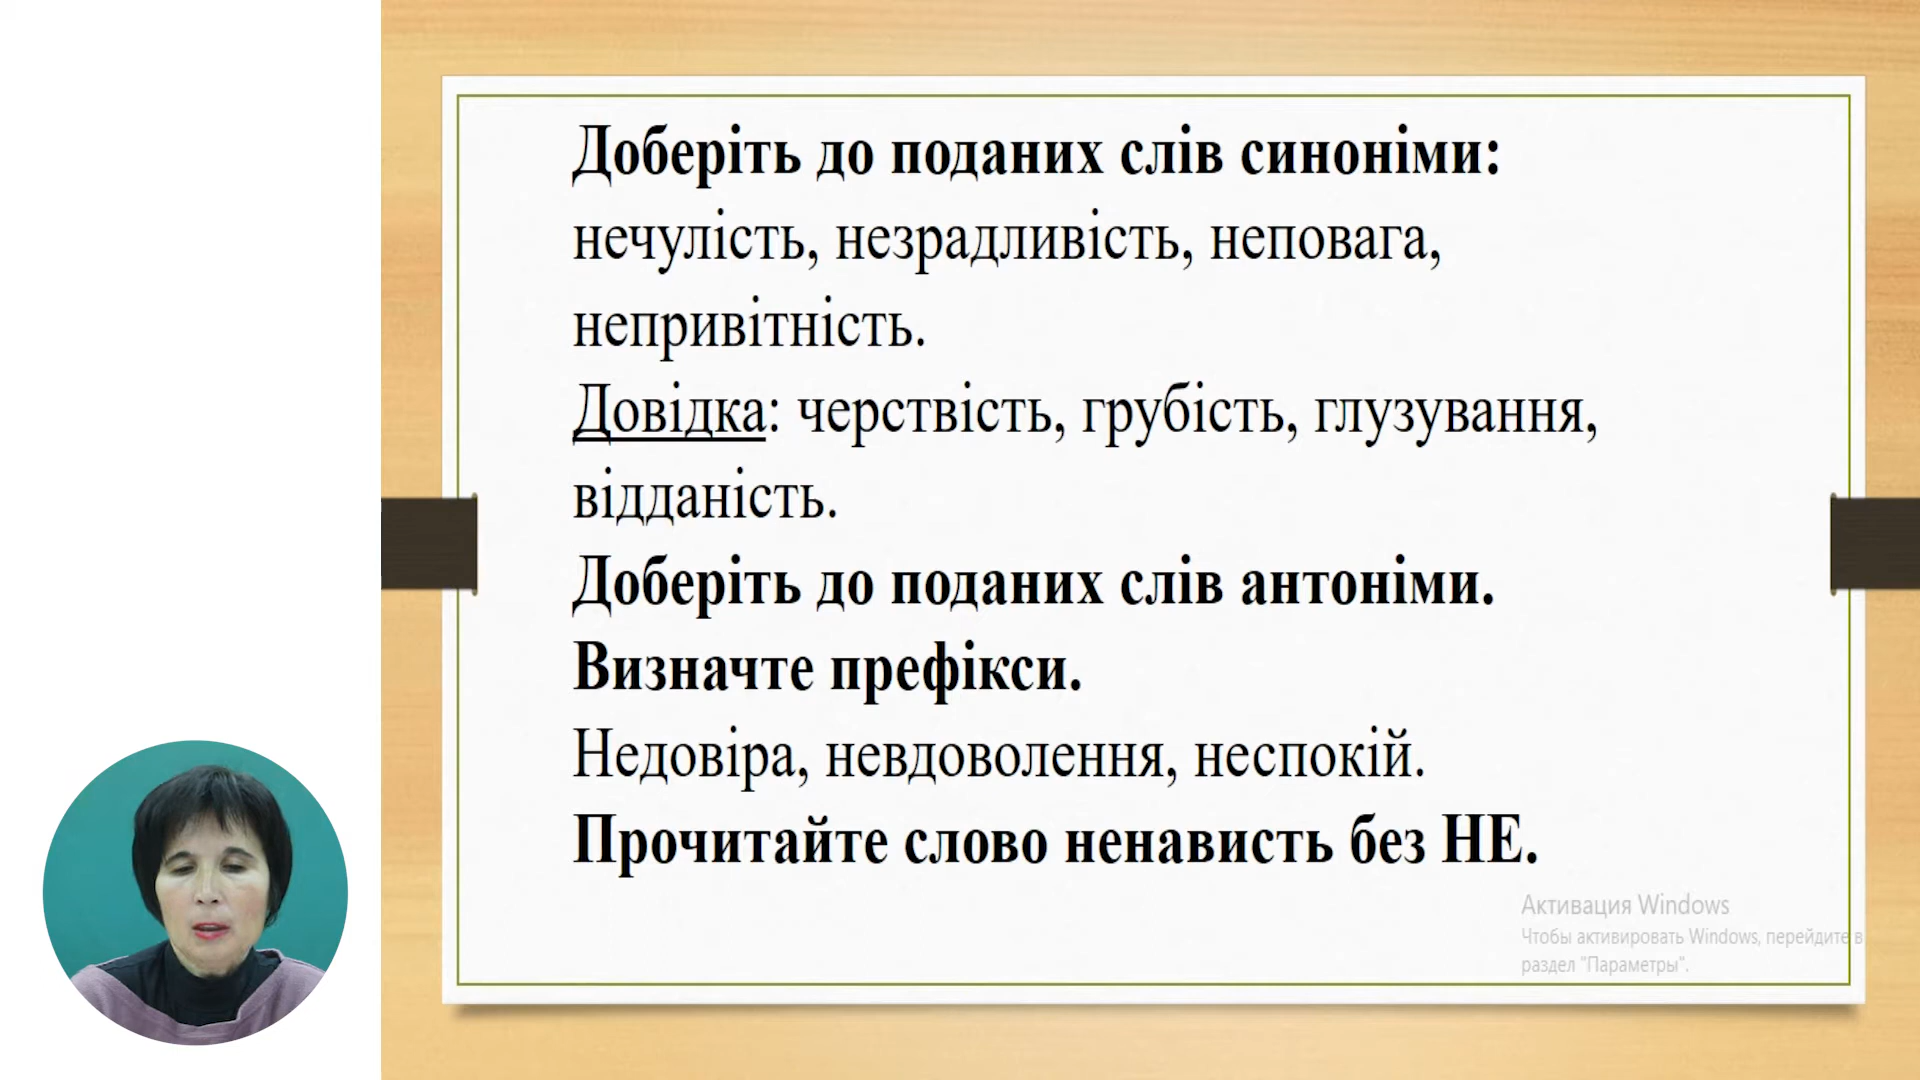 Доберіть до поданих слів синоніми:
нечулість, незрадливість, неповага,
непривітність.
Довідка: черствість, грубість, глузування,
відданість.
Доберіть до поданих слів антоніми.
Визначте префікси.
Недовіра, невдоволення, неспокій.
Прочитайте слово ненависть без НЕ.
Активация Windows
Чтобы активировать Windows, перейдите в
раздел "Параметры".